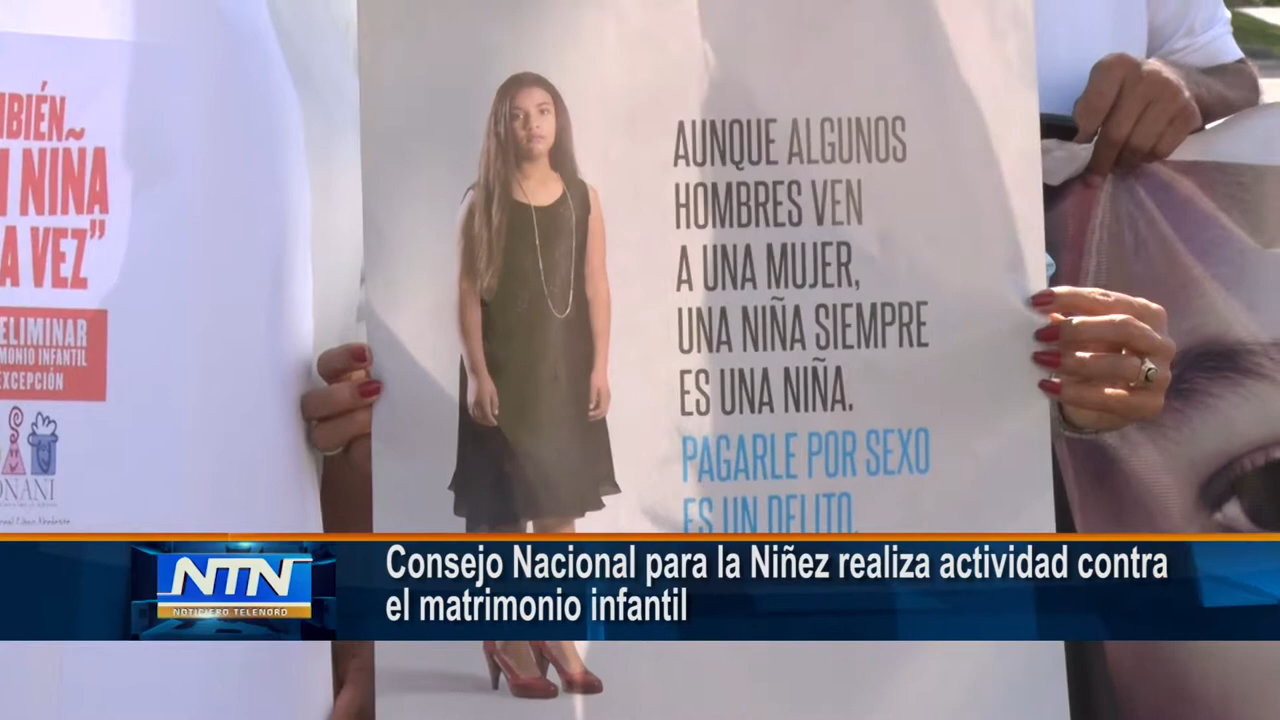 MBIÉN
NIÑA
A VEZ”
ELIMINAR
MONIO INFANTIL
EXCEPCIÓN
ONANI
AUNQUE ALGUNOS
HOMBRES VEN
A UNA MUJER,
UNA NIÑA SIEMPRE
ES UNA NIÑA.
PAGARLE POR SEXO
ES UN DELITO.
NTN
NOTICIERO TELENORD
Consejo Nacional para la Niñez realiza actividad contra
el matrimonio infantil